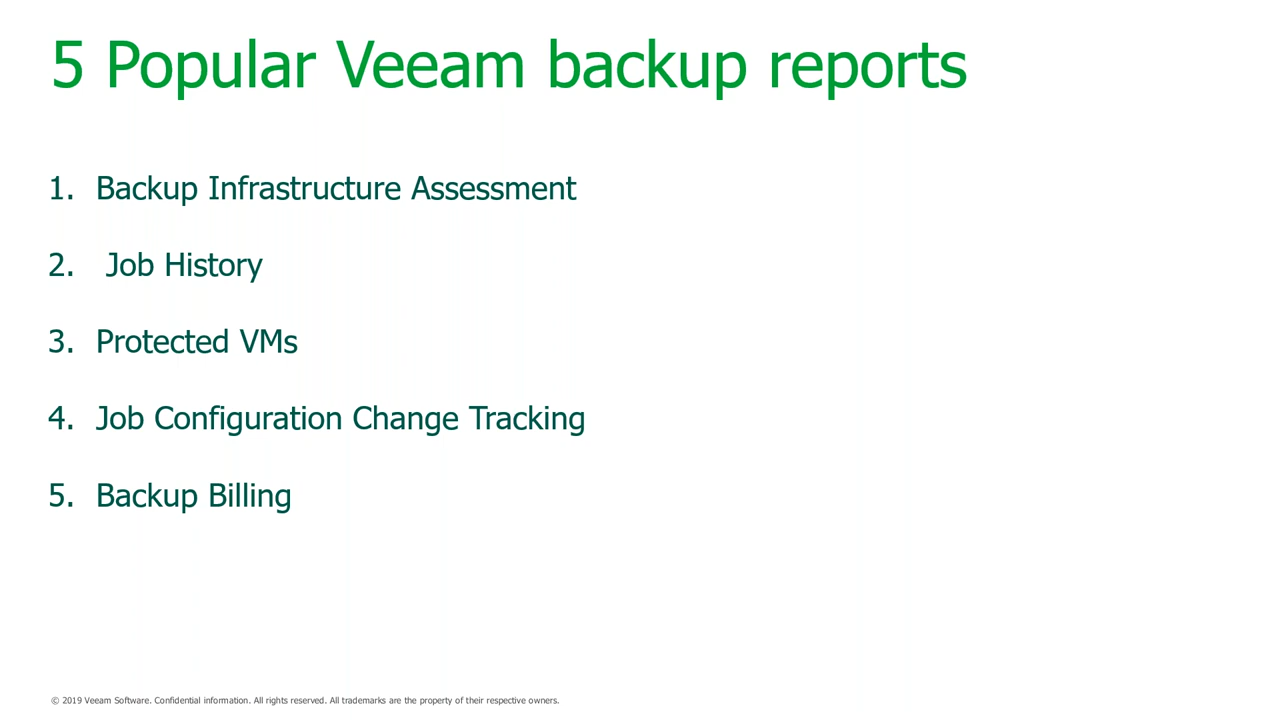 5 Popular Veeam backup reports
1. Backup Infrastructure Assessment
2. Job History
3. Protected VMs
4. Job Configuration Change Tracking
5. Backup Billing
© 2019 Veeam Software. Confidential information. All rights reserved. All trademarks are the property of their respective owners.